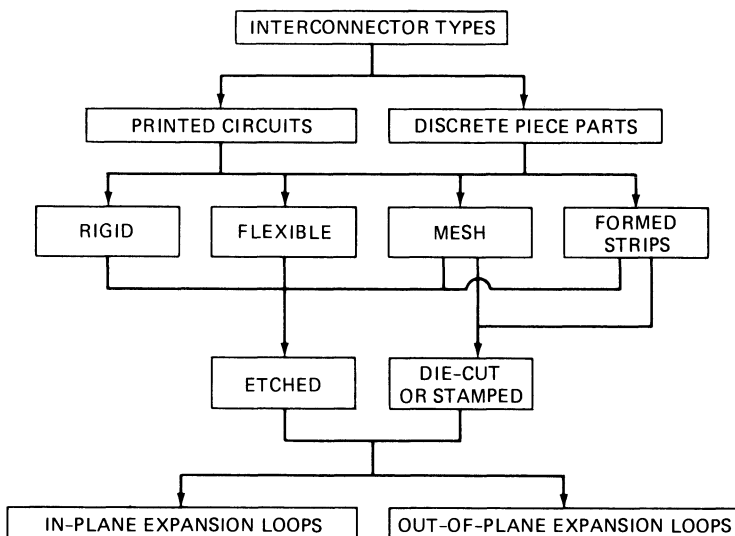 INTERCONNECTOR TYPES
PRINTED CIRCUITS
DISCRETE PIECE PARTS
RIGID
FLEXIBLE
MESH
FORMED
STRIPS
ETCHED
DIE-CUT
OR STAMPED
IN-PLANE EXPANSION LOOPS
OUT-OF-PLANE EXPANSION LOOPS